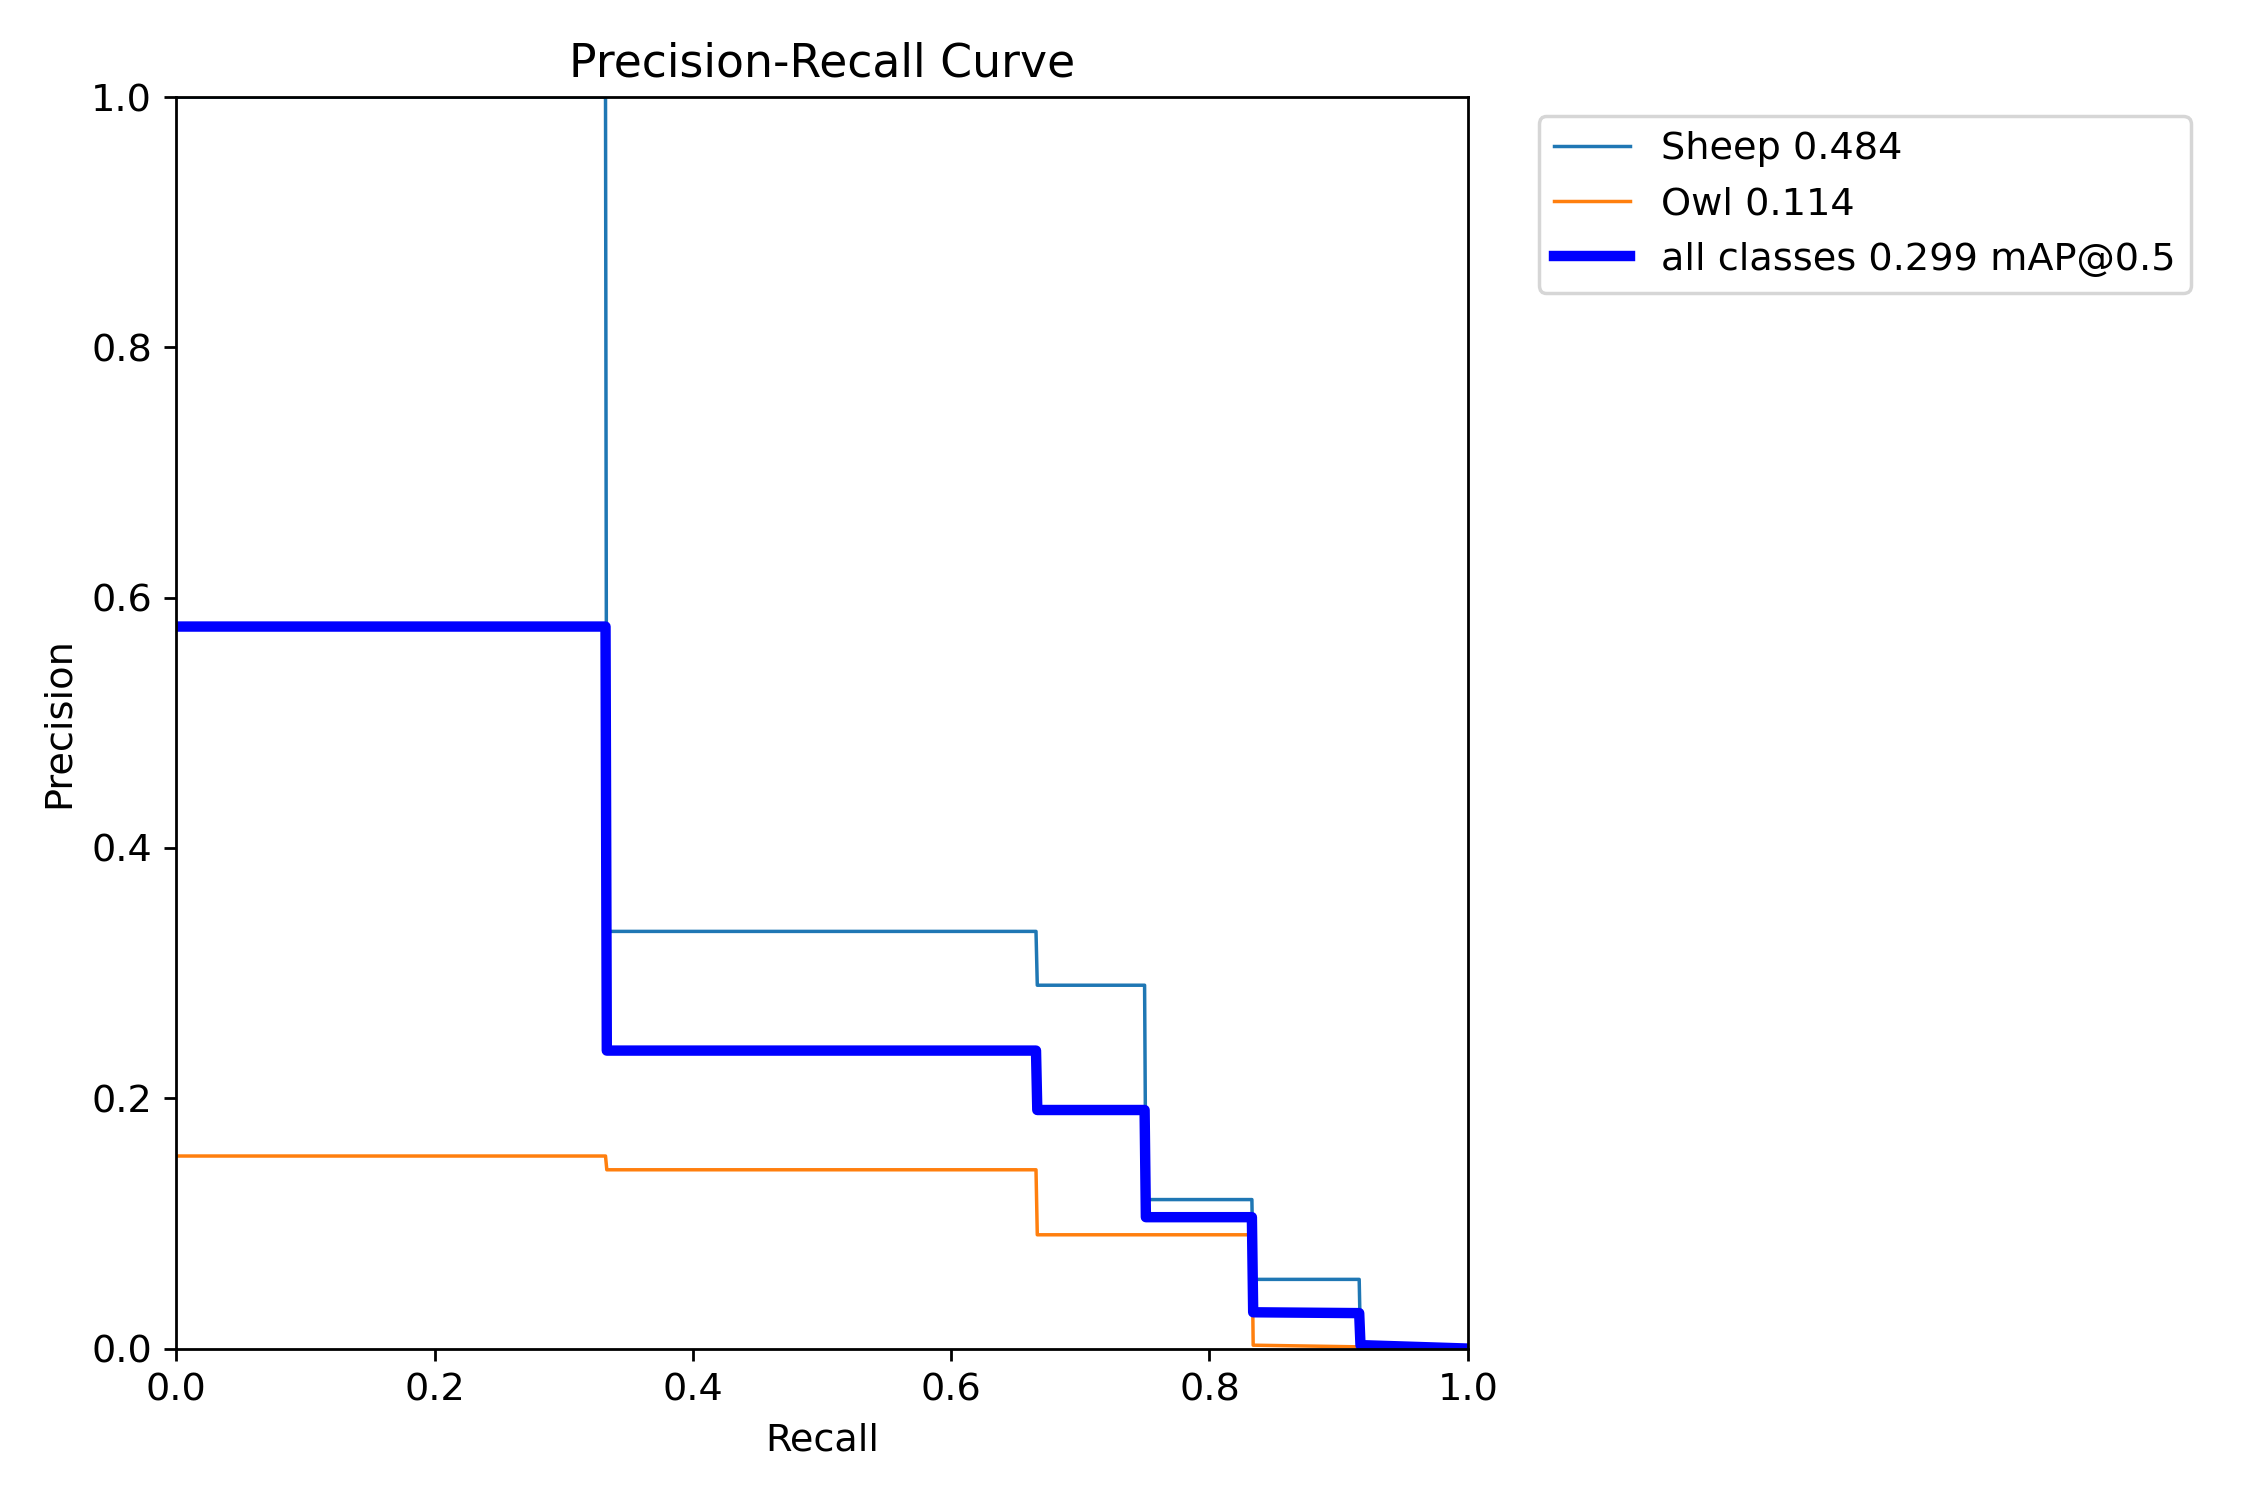 Precision-Recall Curve
1.0
0.8
0.6
0.4
0.2
0.0
Precision
0.0 0.2 0.4 0.6 0.8 1.0
Recall
Sheep 0.484
Owl 0.114
all classes 0.299 mAP@0.5